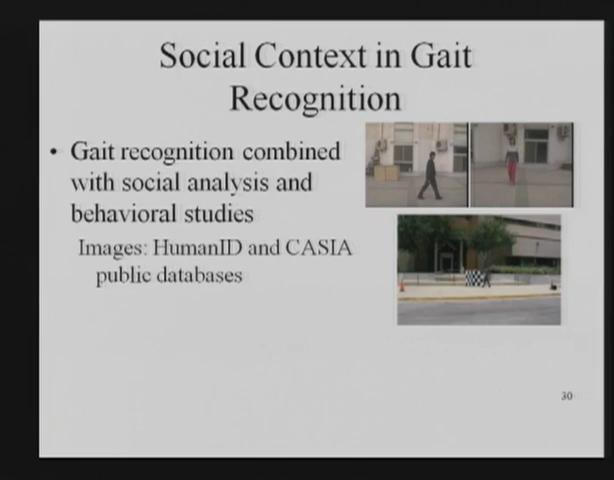 Social Context in Gait
Recognition
• Gait recognition combined
with social analysis and
behavioral studies
Images: HumanID and CASIA
public databases
30